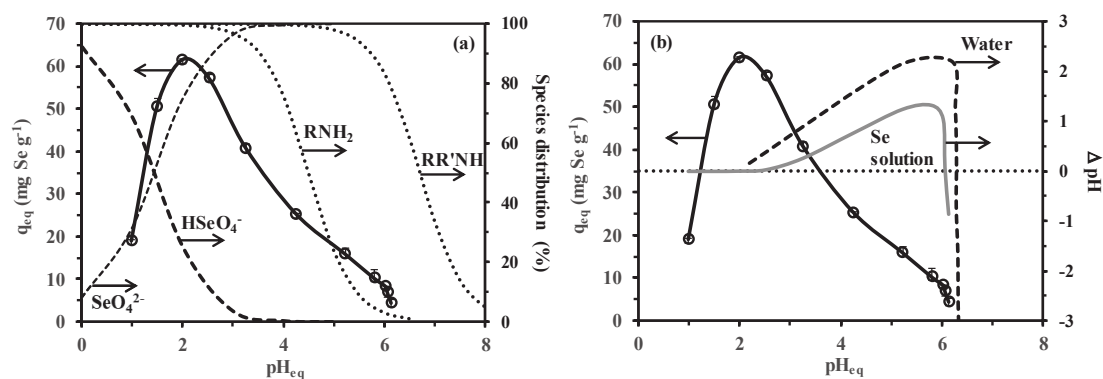 (a)
70
60
50
40
30
20
10
0
q_eq (mg Se g⁻¹)
100
80
60
40
20
0
Species distribution (%)
RNH₂
RR'NH
HSeO₄⁻
SeO₄²⁻
0 2 4 6 8
pH_eq
(b)
70
60
50
40
30
20
10
0
q_eq (mg Se g⁻¹)
3
2
1
0
-1
-2
-3
Δ pH
Water
Se
solution
0 2 4 6 8
pH_eq